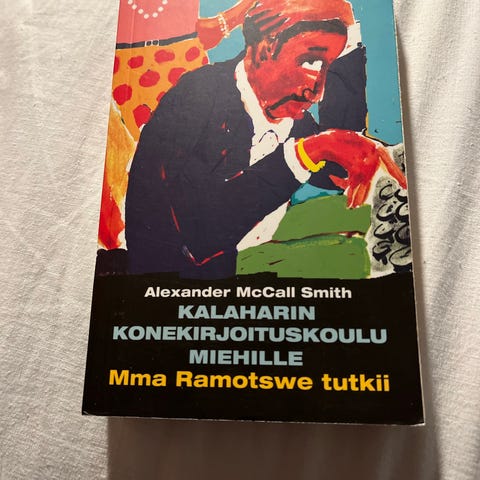 Alexander McCall Smith
KALAHARIN
KONEKIRJOITUSKOULU
MIEHILLE
Mma Ramotswe tutkii